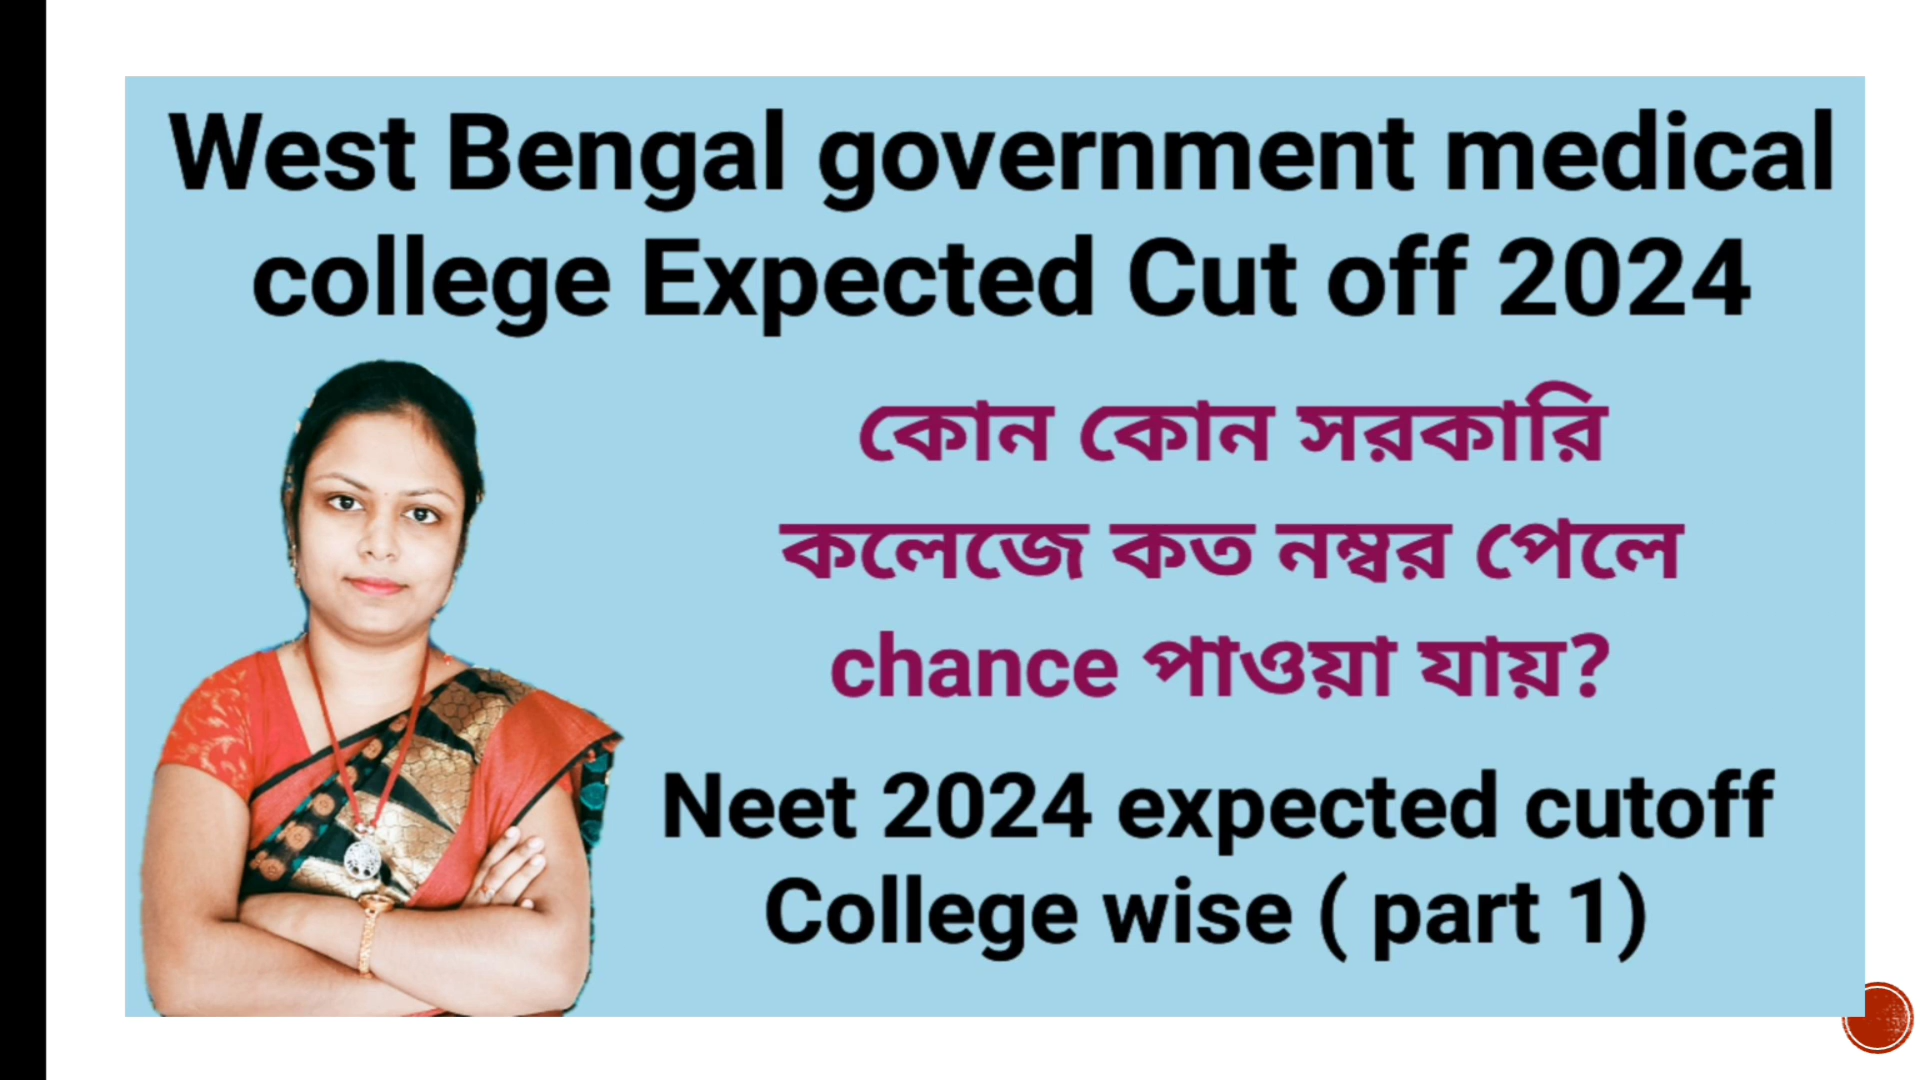 West Bengal government medical
college Expected Cut off 2024
কোন কোন সরকারি
কলেজে কত নম্বর পেলে
chance পাওয়া যায়?
Neet 2024 expected cutoff
College wise ( part 1)